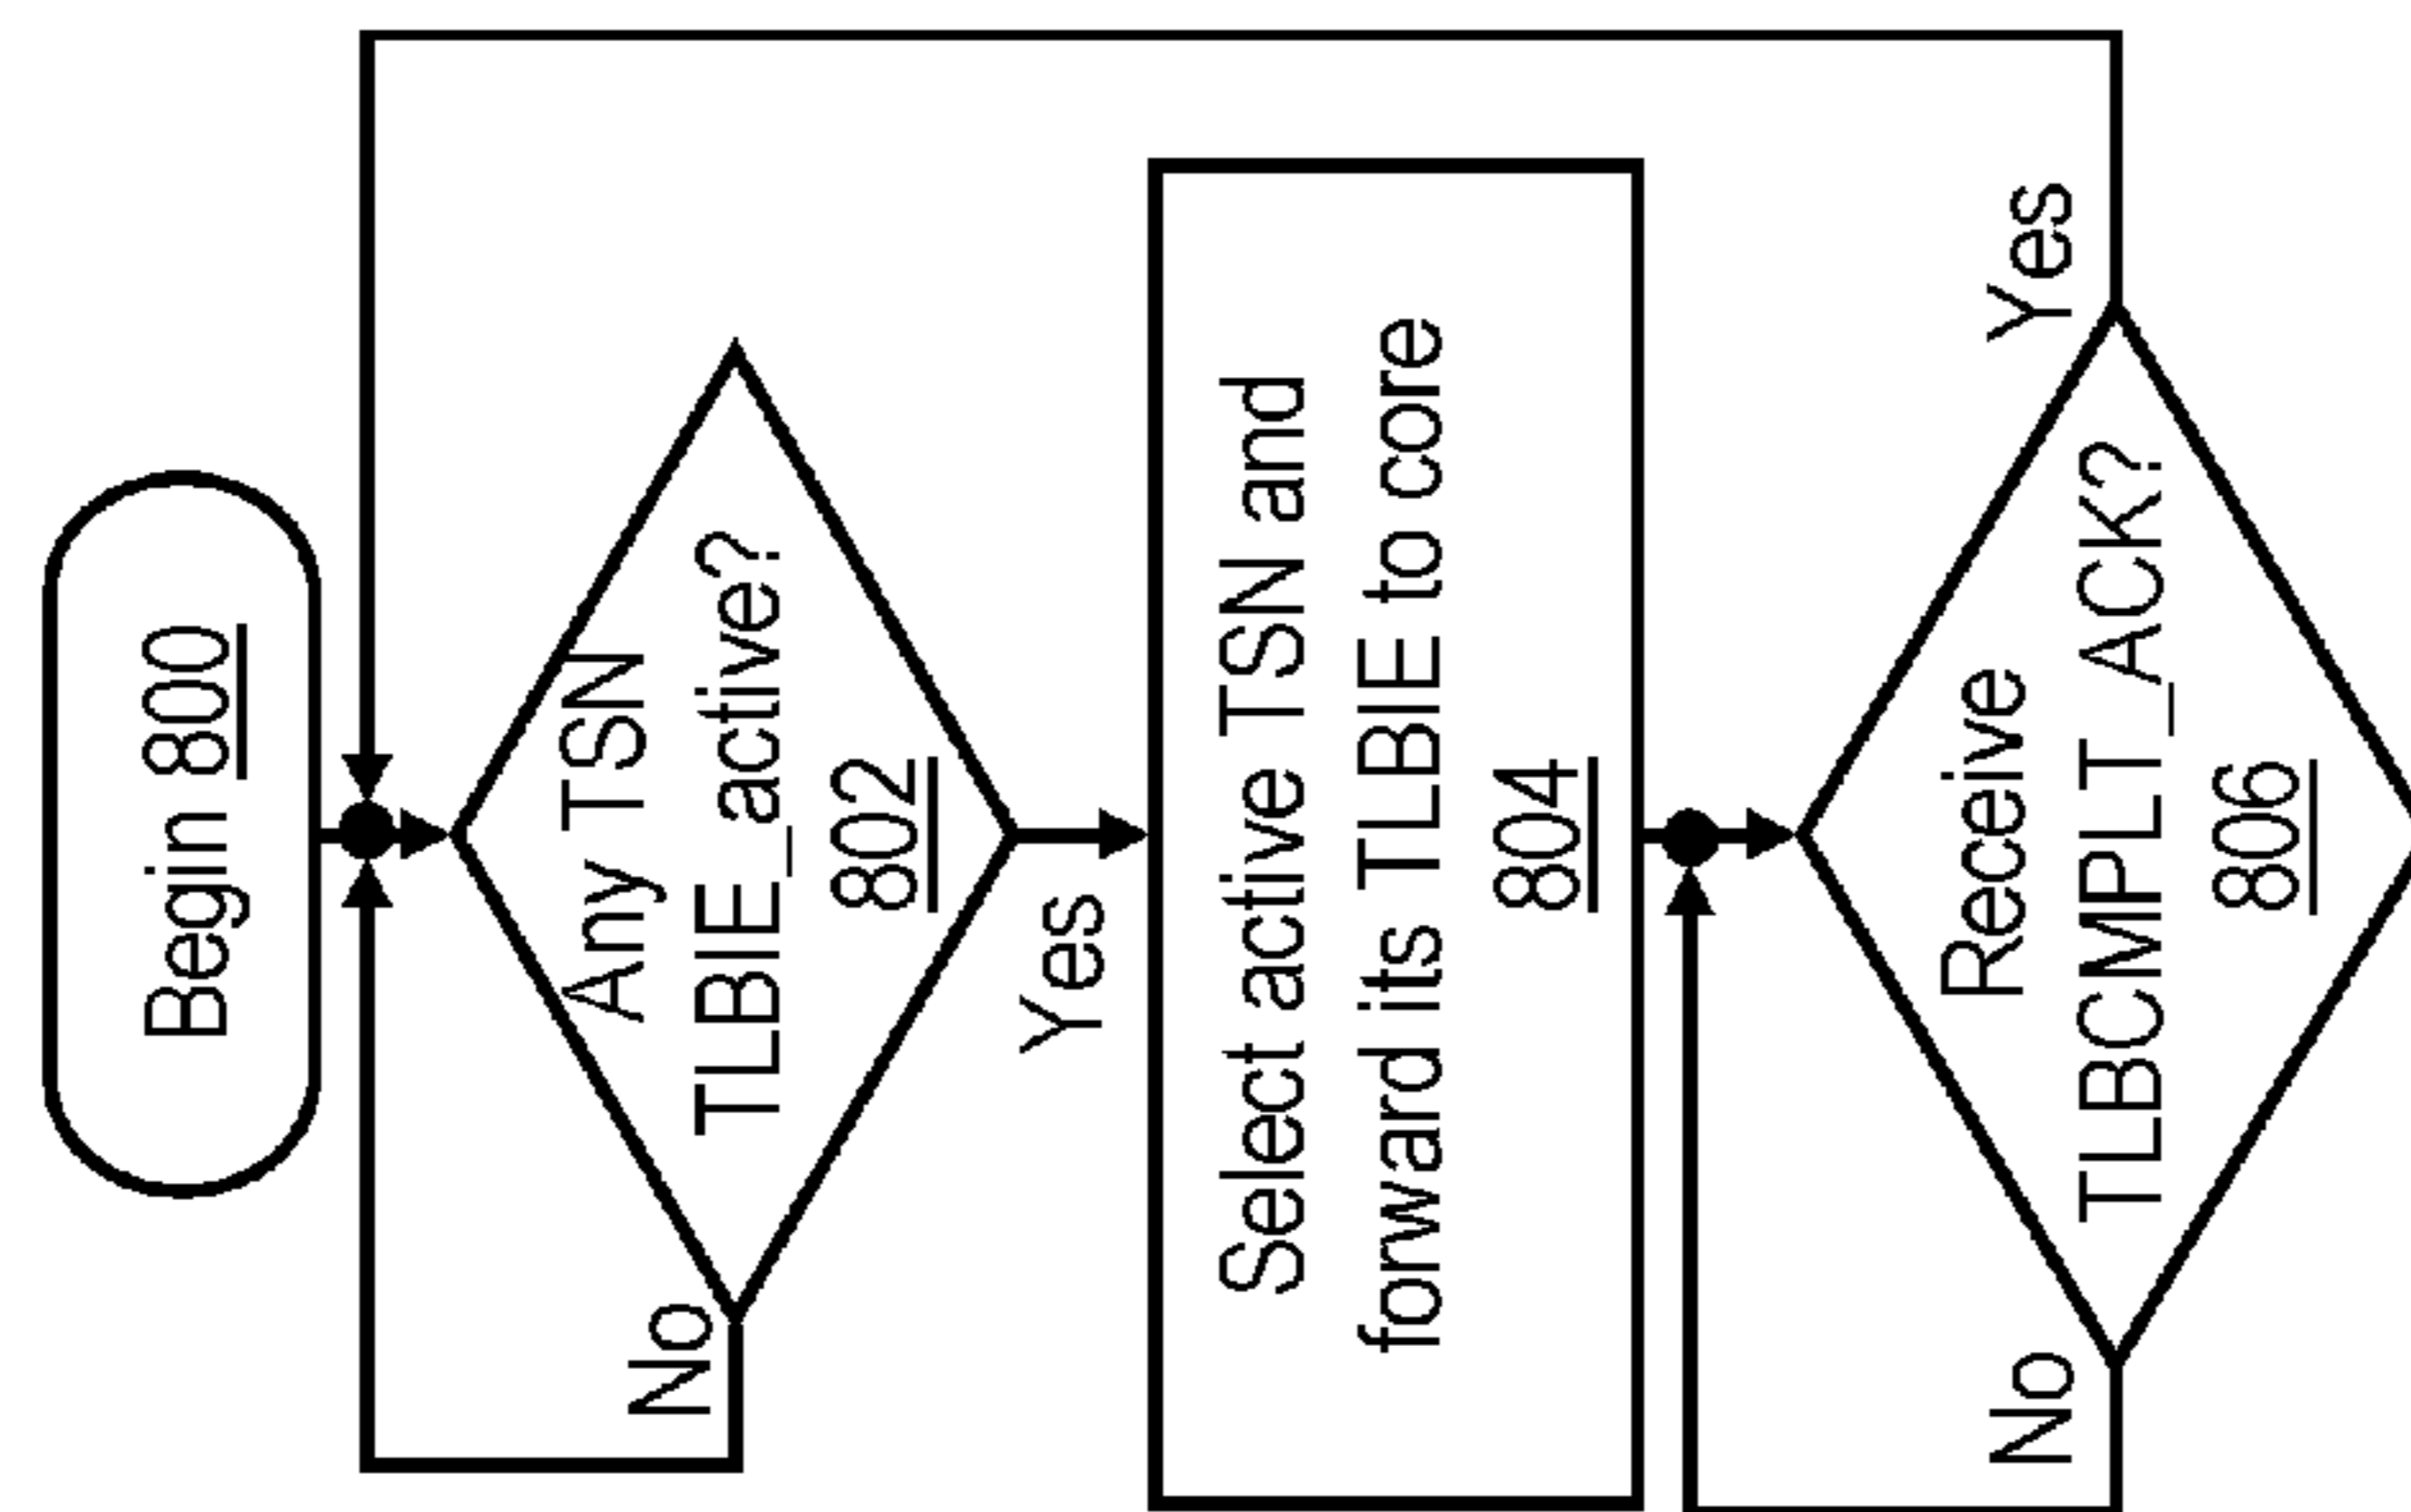 Begin 800
Any TSN
TLBIE_active?
802
No
Yes
Select active TSN and
forward its TLBIE to core
804
Receive
TLBCMPLT_ACK?
806
No
Yes